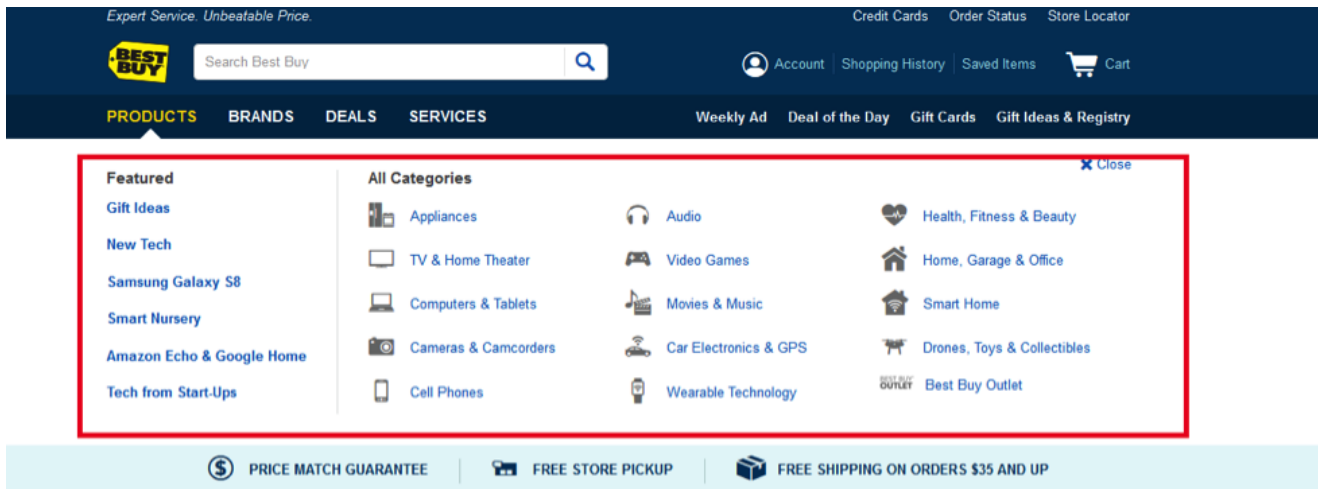 Expert Service. Unbeatable Price.
Credit Cards Order Status Store Locator
BEST BUY
Search Best Buy
Account Shopping History Saved Items Cart
PRODUCTS BRANDS DEALS SERVICES
Weekly Ad Deal of the Day Gift Cards Gift Ideas & Registry
Close
Featured
Gift Ideas
New Tech
Samsung Galaxy S8
Smart Nursery
Amazon Echo & Google Home
Tech from Start-Ups
All Categories
Appliances
TV & Home Theater
Computers & Tablets
Cameras & Camcorders
Cell Phones
Audio
Video Games
Movies & Music
Car Electronics & GPS
Wearable Technology
Health, Fitness & Beauty
Home, Garage & Office
Smart Home
Drones, Toys & Collectibles
BEST BUY
OUTLET
Best Buy Outlet
PRICE MATCH GUARANTEE
FREE STORE PICKUP
FREE SHIPPING ON ORDERS $35 AND UP